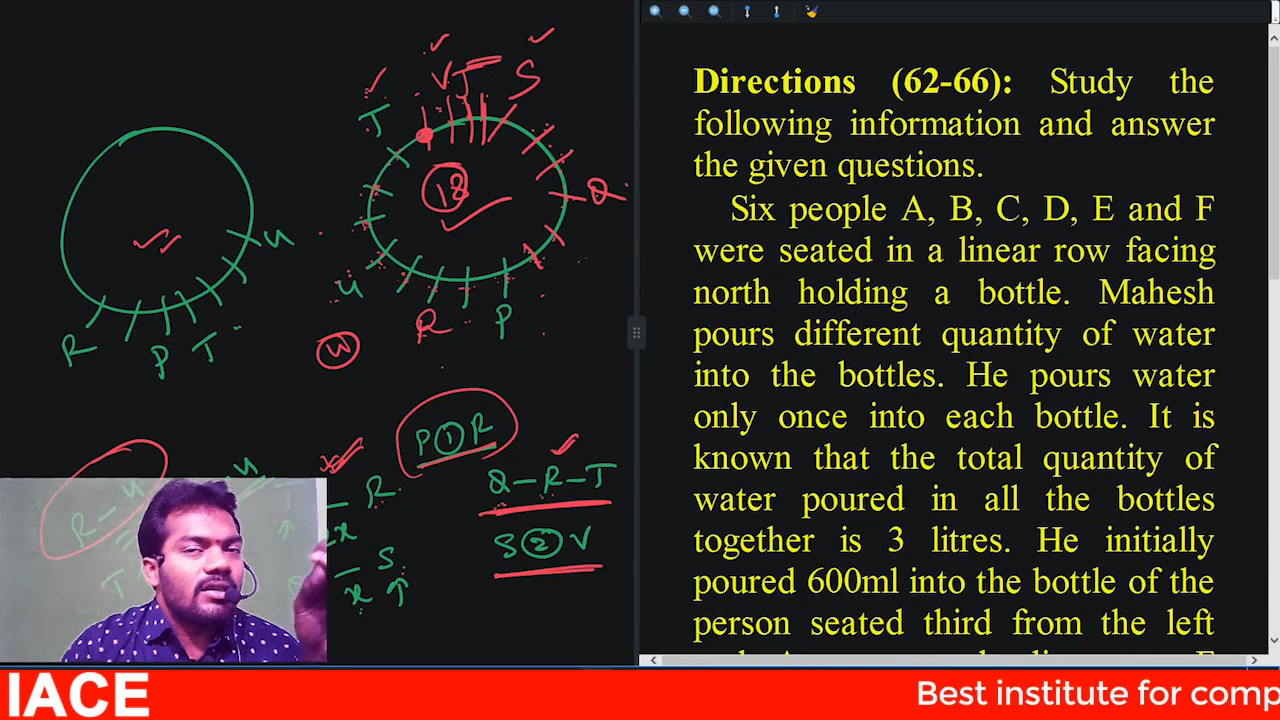 T V T S
Q
18
U
R P
W
U
R P T
P 1 R
R - U
U
R
2x
S
x
Q - R - T
S 2 V
T
Directions (62-66): Study the
following information and answer
the given questions.
Six people A, B, C, D, E and F
were seated in a linear row facing
north holding a bottle. Mahesh
pours different quantity of water
into the bottles. He pours water
only once into each bottle. It is
known that the total quantity of
water poured in all the bottles
together is 3 litres. He initially
poured 600ml into the bottle of the
person seated third from the left
IACE
Best institute for comp